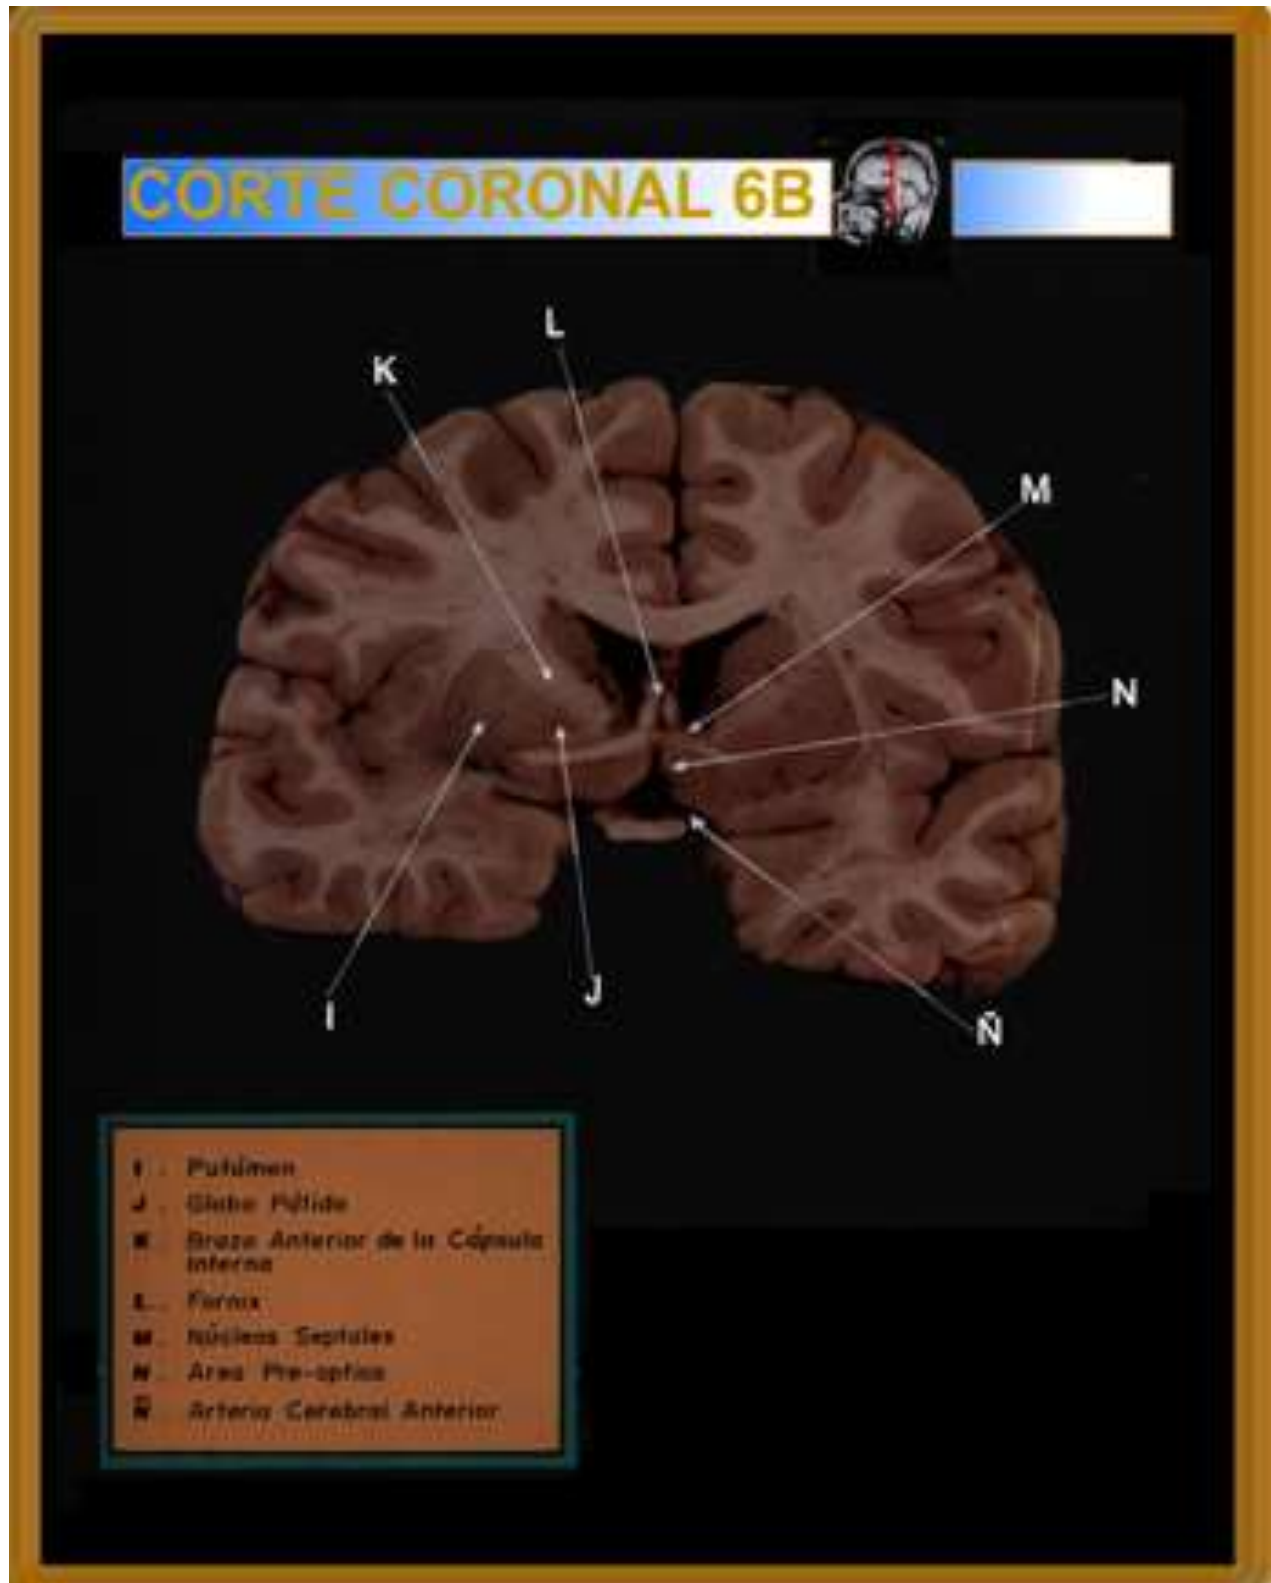 CORTE CORONAL 6B
L
K
M
N
J
I
Ñ
I. Putámen
J. Globo Pálido
K. Brazo Anterior de la Cápsula
Interna
L. Fornix
M. Núcleos Septales
N. Area Pre-optica
Ñ. Arteria Cerebral Anterior